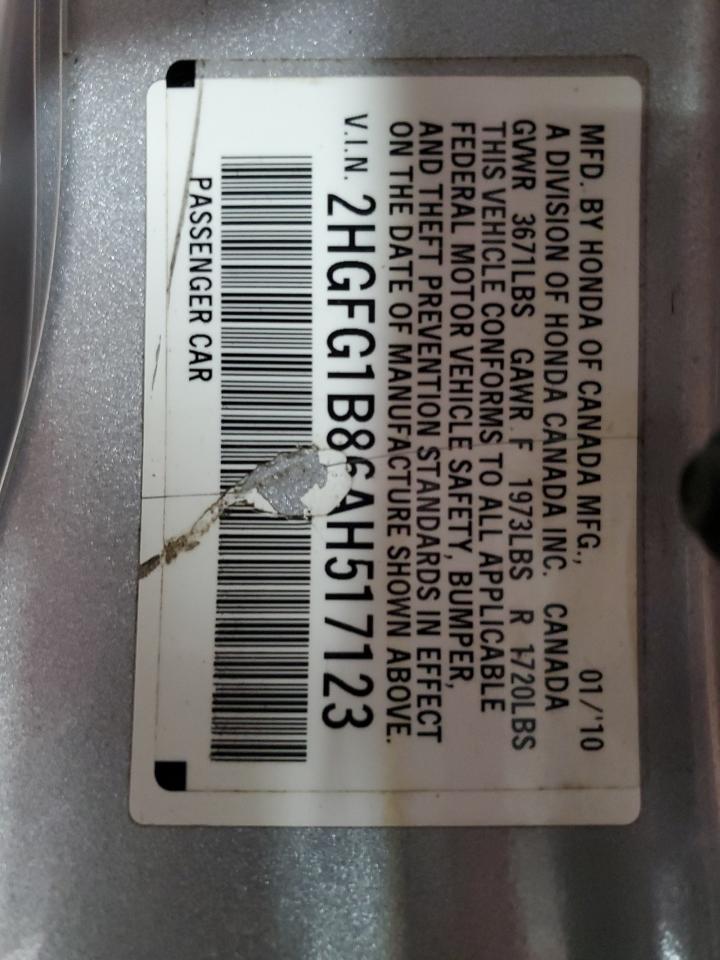 MFD. BY HONDA OF CANADA MFG., 01/'10
A DIVISION OF HONDA CANADA INC. CANADA
GVWR 3671LBS GAWR F 1973LBS R 1720LBS
THIS VEHICLE CONFORMS TO ALL APPLICABLE
FEDERAL MOTOR VEHICLE SAFETY, BUMPER,
AND THEFT PREVENTION STANDARDS IN EFFECT
ON THE DATE OF MANUFACTURE SHOWN ABOVE.
V.I.N. 2HGFG1B86AH517123
PASSENGER CAR